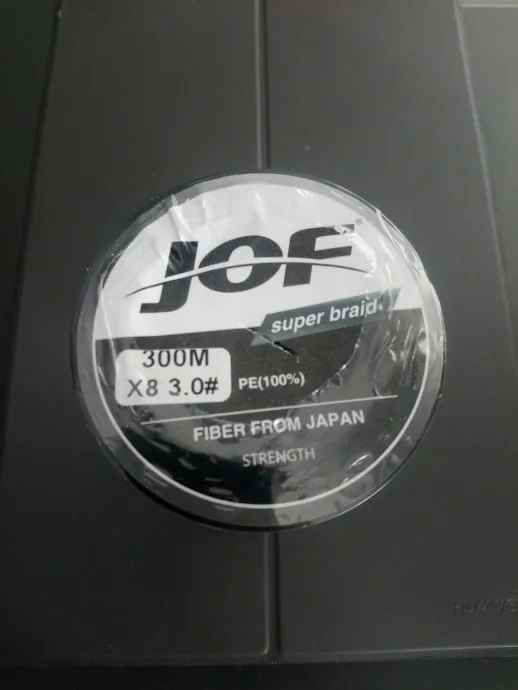 JOF®
super braid
300M
X8 3.0#
PE(100%)
FIBER FROM JAPAN
STRENGTH